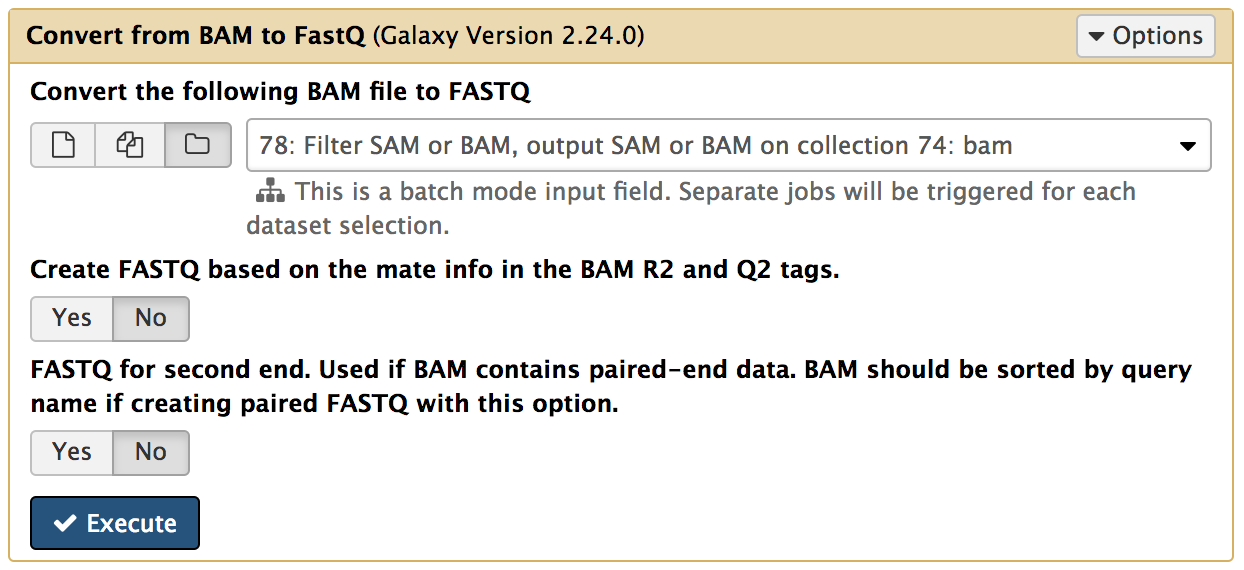 Convert from BAM to FastQ (Galaxy Version 2.24.0)
Options
Convert the following BAM file to FASTQ
78: Filter SAM or BAM, output SAM or BAM on collection 74: bam
This is a batch mode input field. Separate jobs will be triggered for each
dataset selection.
Create FASTQ based on the mate info in the BAM R2 and Q2 tags.
Yes No
FASTQ for second end. Used if BAM contains paired-end data. BAM should be sorted by query
name if creating paired FASTQ with this option.
Yes No
Execute